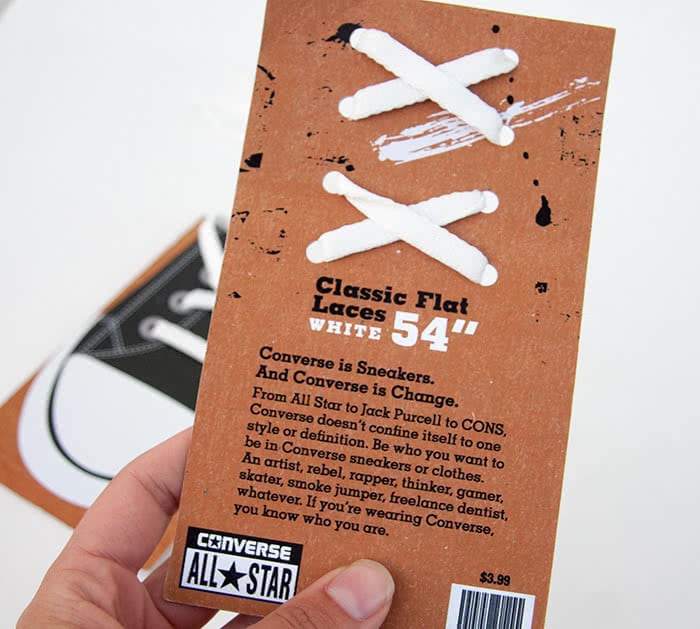 Classic Flat
Laces
WHITE 54"
Converse is Sneakers.
And Converse is Change.
From All Star to Jack Purcell to CONS,
Converse doesn't confine itself to one
style or definition. Be who you want to
be in Converse sneakers or clothes.
An artist, rebel, rapper, thinker, gamer,
skater, smoke jumper, freelance dentist,
whatever. If you're wearing Converse,
you know who you are.
CONVERSE
ALL★STAR
$3.99